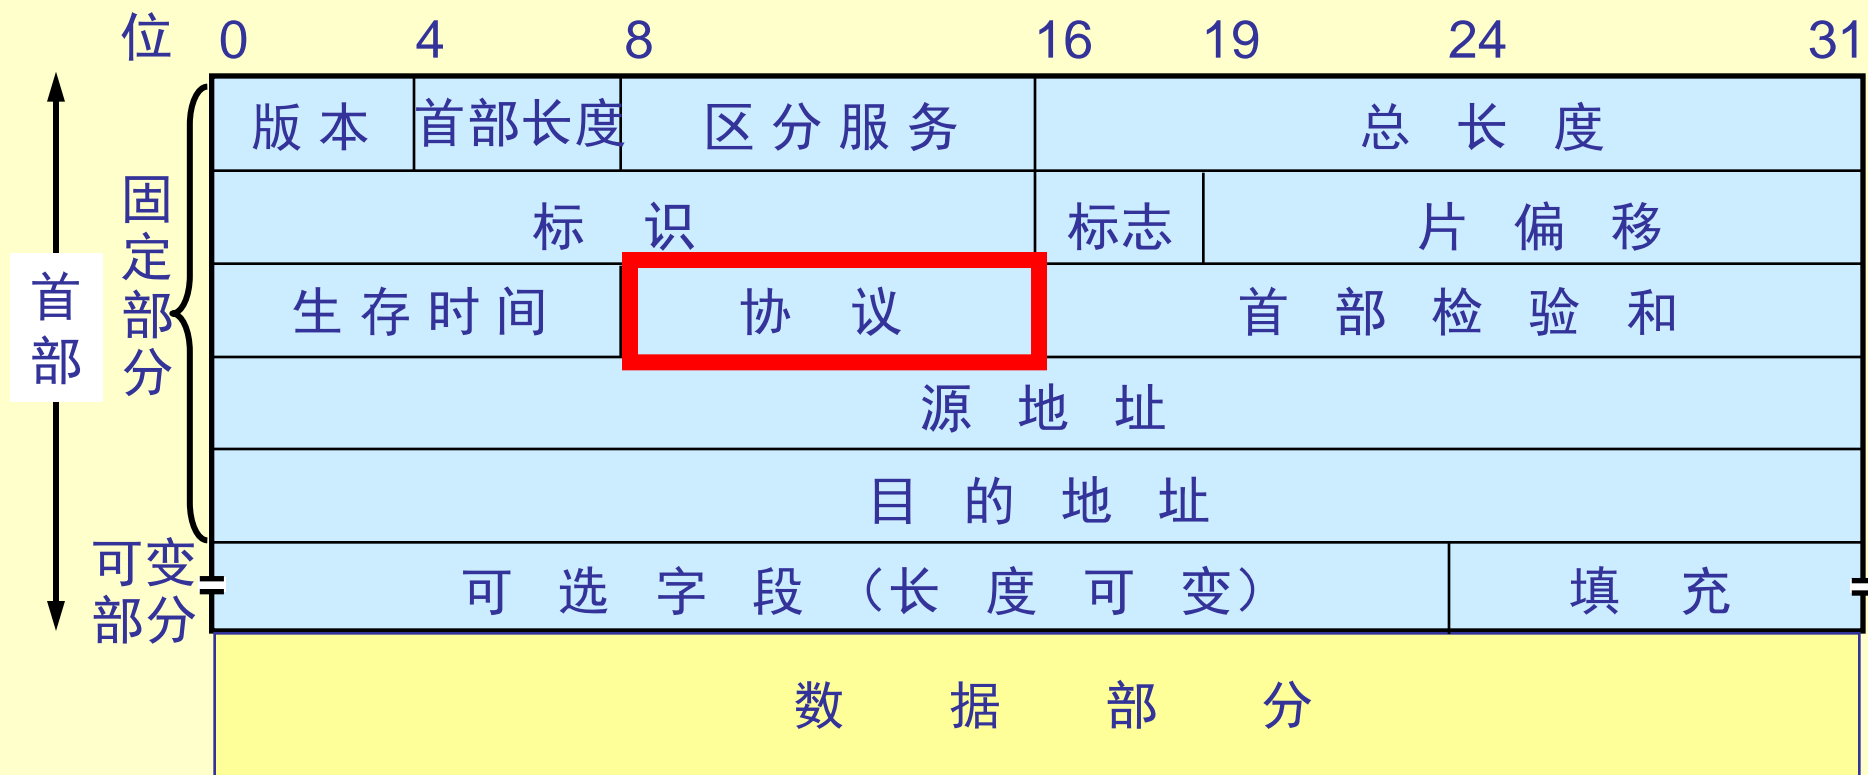 位 0 4 8 16 19 24 31
版本 首部长度 区分服务 总长度
标识 标志 片偏移
生存时间 协议 首部检验和
源地址
目的地址
可选字段（长度可变） 填充
数据部分
首部
固定部分
可变部分